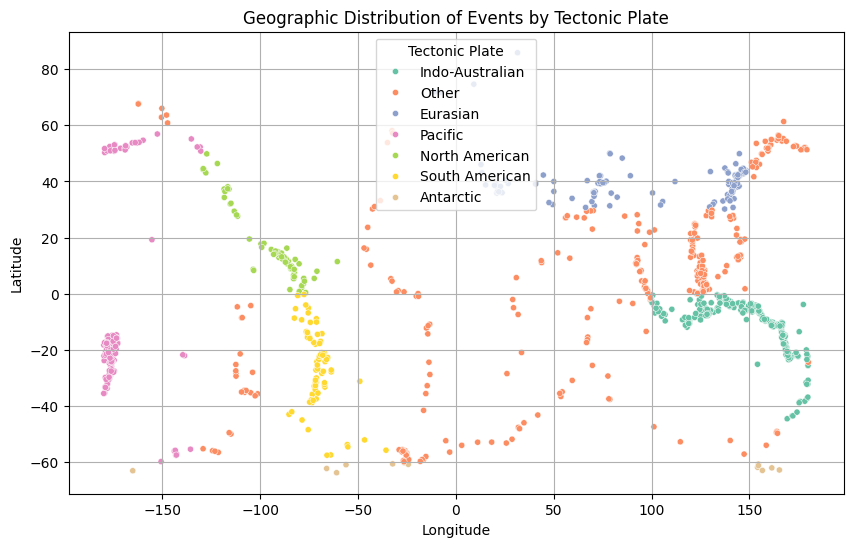 Geographic Distribution of Events by Tectonic Plate
Tectonic Plate
Indo-Australian
Other
Eurasian
Pacific
North American
South American
Antarctic
Latitude
80
60
40
20
0
−20
−40
−60
−150
−100
−50
0
50
100
150
Longitude